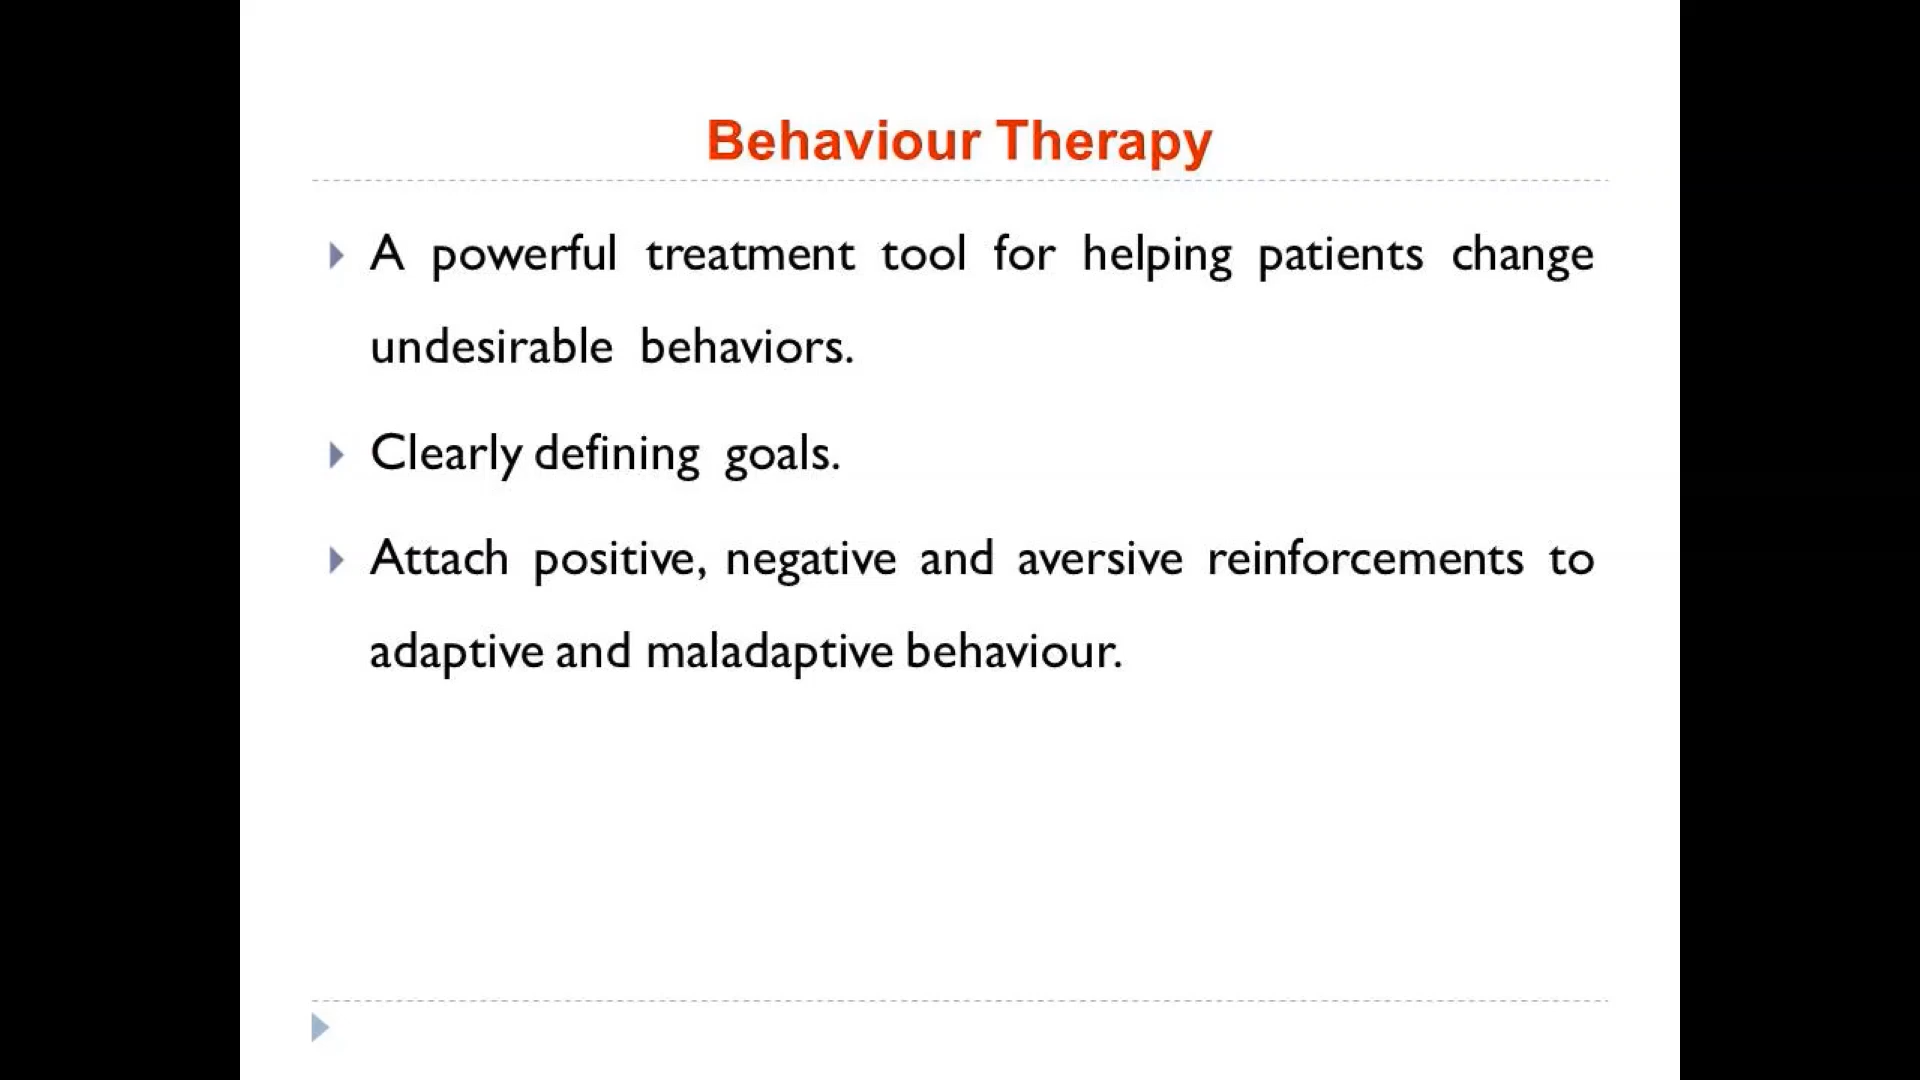 Behaviour Therapy
A powerful treatment tool for helping patients change
undesirable behaviors.
Clearly defining goals.
Attach positive, negative and aversive reinforcements to
adaptive and maladaptive behaviour.